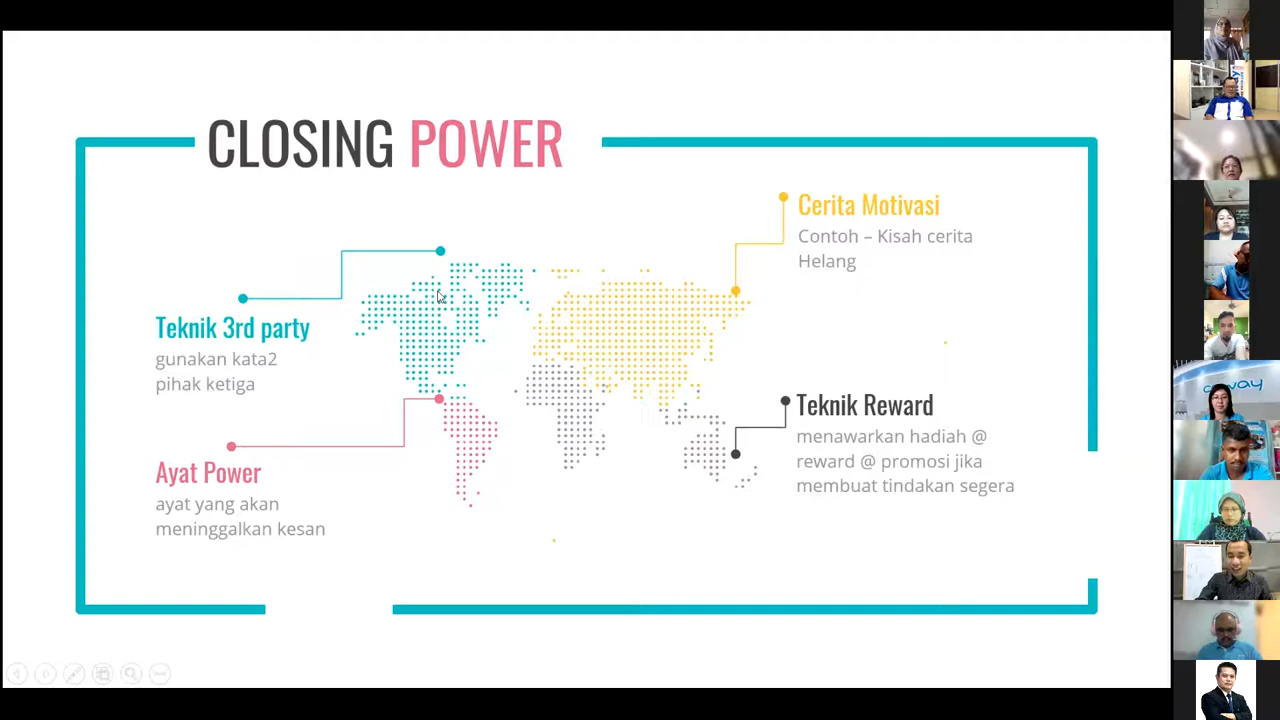 CLOSING POWER
Cerita Motivasi
Contoh – Kisah cerita
Helang
Teknik 3rd party
gunakan kata2
pihak ketiga
Teknik Reward
menawarkan hadiah @
reward @ promosi jika
membuat tindakan segera
Ayat Power
ayat yang akan
meninggalkan kesan